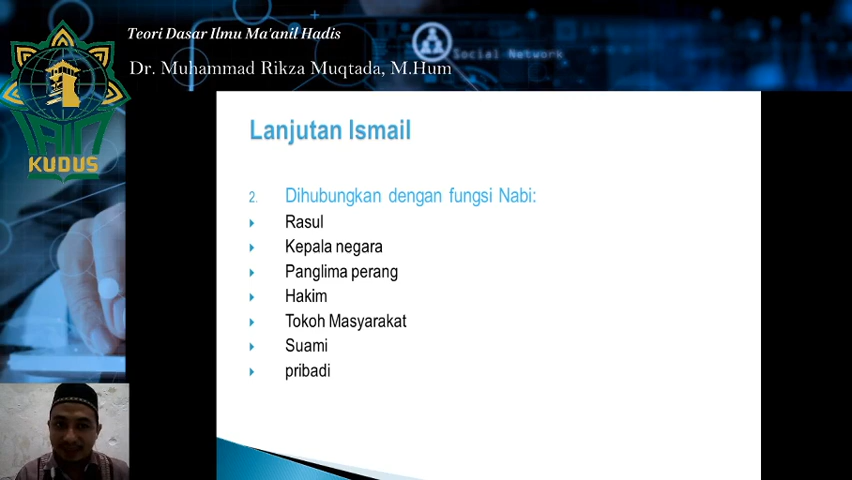 Teori Dasar Ilmu Ma'anil Hadis
Dr. Muhammad Rikza Muqtada, M.Hum
Social Network
IAIN
KUDUS
Lanjutan Ismail
2. Dihubungkan dengan fungsi Nabi:
Rasul
Kepala negara
Panglima perang
Hakim
Tokoh Masyarakat
Suami
pribadi